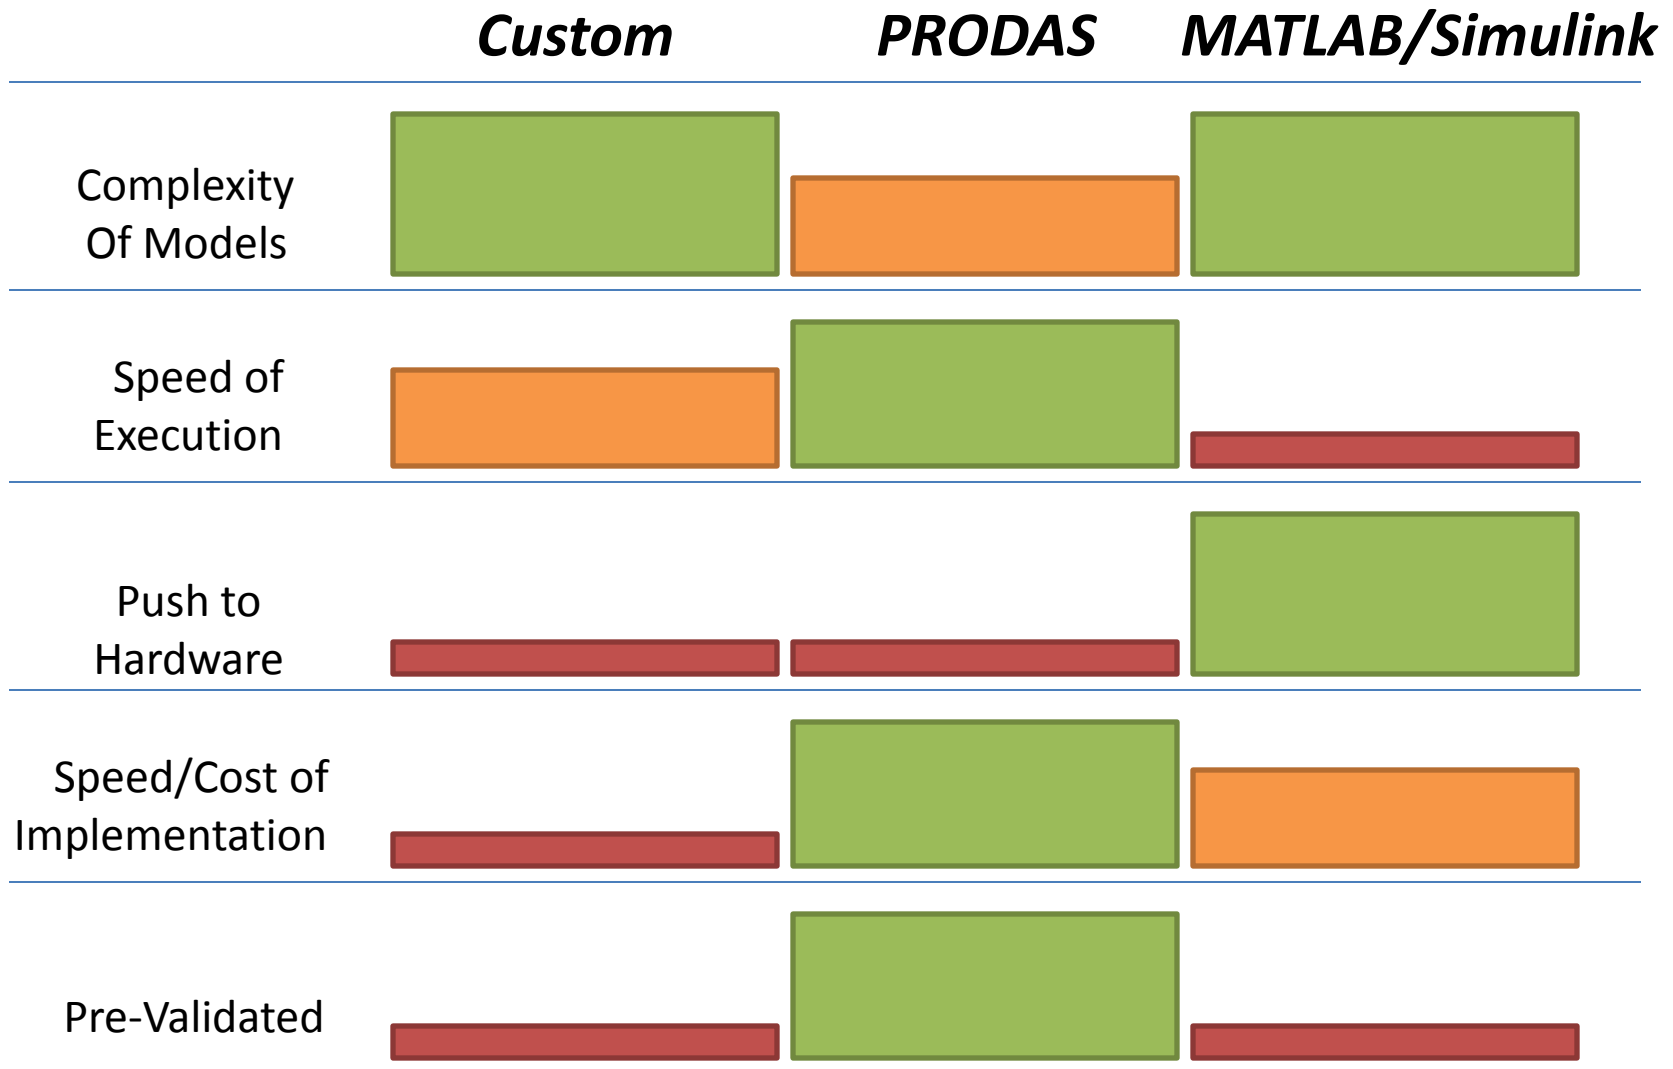 Custom PRODAS MATLAB/Simulink
Complexity
Of Models
Speed of
Execution
Push to
Hardware
Speed/Cost of
Implementation
Pre-Validated